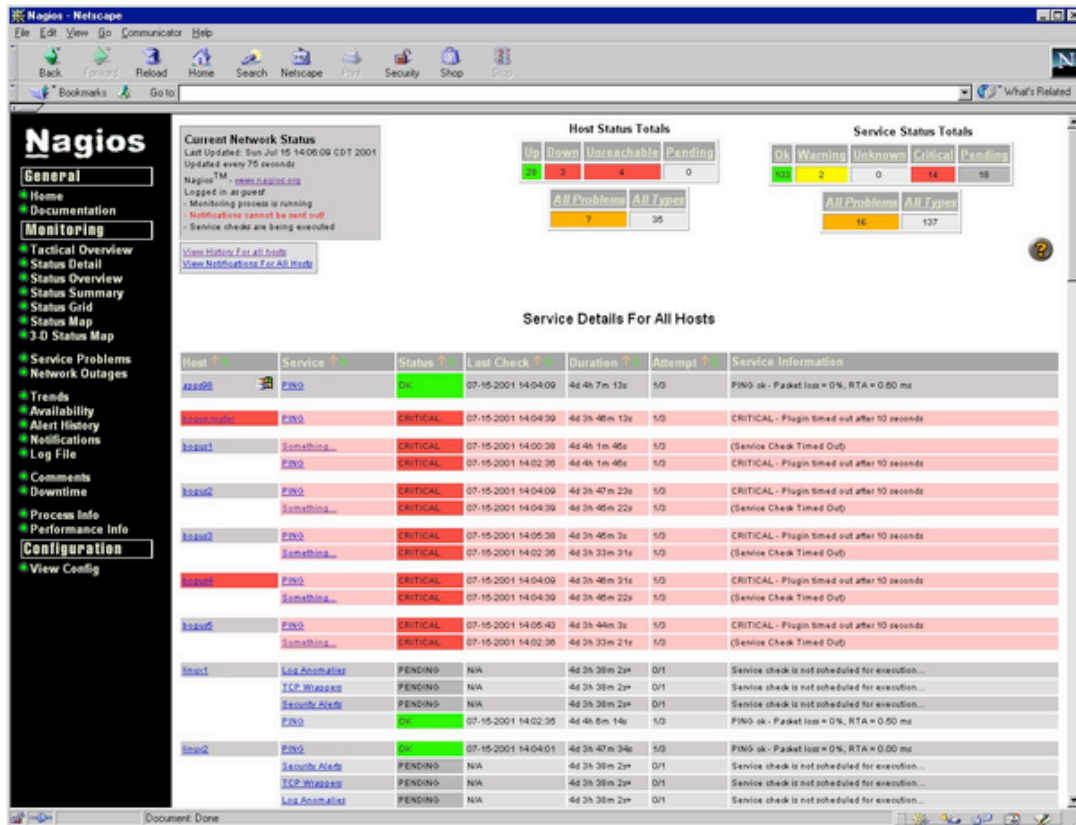 Nagios - Netscape
File Edit View Go Communicator Help
Back Forward Reload Home Search Netscape Print Security Shop Stop
Bookmarks Go to: What's Related
Nagios
General
Home
Documentation
Monitoring
Tactical Overview
Status Detail
Status Overview
Status Summary
Status Grid
Status Map
3-D Status Map
Service Problems
Network Outages
Trends
Availability
Alert History
Notifications
Log File
Comments
Downtime
Process Info
Performance Info
Configuration
View Config
Current Network Status
Last Updated: Sun Jul 15 14:06:09 CDT 2001
Updated every 75 seconds
Nagios™ - www.nagios.org
Logged in as guest
- Monitoring process is running
- Notifications cannot be sent out!
- Service checks are being executed
View History For all hosts
View Notifications For All Hosts
Host Status Totals
Up Down Unreachable Pending
28 3 4 0
All Problems All Types
7 35
Service Status Totals
Ok Warning Unknown Critical Pending
103 2 0 14 18
All Problems All Types
16 137
Service Details For All Hosts
Host Service Status Last Check Duration Attempt Service Information
PING OK 07-15-2001 14:04:09 4d 4h 7m 13s 1/3 PING ok - Packet loss = 0%, RTA = 0.60 ms
bogus-router PING CRITICAL 07-15-2001 14:04:39 4d 3h 46m 13s 1/3 CRITICAL - Plugin timed out after 10 seconds
bogus1 Something... CRITICAL 07-15-2001 14:00:38 4d 4h 1m 46s 1/3 (Service Check Timed Out)
PING CRITICAL 07-15-2001 14:02:36 4d 4h 1m 46s 1/3 CRITICAL - Plugin timed out after 10 seconds
bogus2 PING CRITICAL 07-15-2001 14:04:09 4d 3h 47m 23s 1/3 CRITICAL - Plugin timed out after 10 seconds
Something... CRITICAL 07-15-2001 14:04:39 4d 3h 46m 22s 1/3 (Service Check Timed Out)
bogus3 PING CRITICAL 07-15-2001 14:05:38 4d 3h 46m 3s 1/3 CRITICAL - Plugin timed out after 10 seconds
Something... CRITICAL 07-15-2001 14:02:36 4d 3h 33m 31s 1/3 (Service Check Timed Out)
bogus4 PING CRITICAL 07-15-2001 14:04:09 4d 3h 46m 31s 1/3 CRITICAL - Plugin timed out after 10 seconds
Something... CRITICAL 07-15-2001 14:04:39 4d 3h 46m 22s 1/3 (Service Check Timed Out)
bogus5 PING CRITICAL 07-15-2001 14:05:43 4d 3h 44m 3s 1/3 CRITICAL - Plugin timed out after 10 seconds
Something... CRITICAL 07-15-2001 14:02:36 4d 3h 33m 21s 1/3 (Service Check Timed Out)
linux1 Log Anomalies PENDING N/A 4d 3h 38m 2s+ 0/1 Service check is not scheduled for execution...
TCP Wrappers PENDING N/A 4d 3h 38m 2s+ 0/1 Service check is not scheduled for execution...
Security Alerts PENDING N/A 4d 3h 38m 2s+ 0/1 Service check is not scheduled for execution...
PING OK 07-15-2001 14:02:35 4d 4h 6m 14s 1/3 PING ok - Packet loss = 0%, RTA = 0.50 ms
linux2 PING OK 07-15-2001 14:04:01 4d 3h 47m 34s 1/3 PING ok - Packet loss = 0%, RTA = 0.00 ms
Security Alerts PENDING N/A 4d 3h 38m 2s+ 0/1 Service check is not scheduled for execution...
TCP Wrappers PENDING N/A 4d 3h 38m 2s+ 0/1 Service check is not scheduled for execution...
Log Anomalies PENDING N/A 4d 3h 38m 2s+ 0/1 Service check is not scheduled for execution...
Document: Done